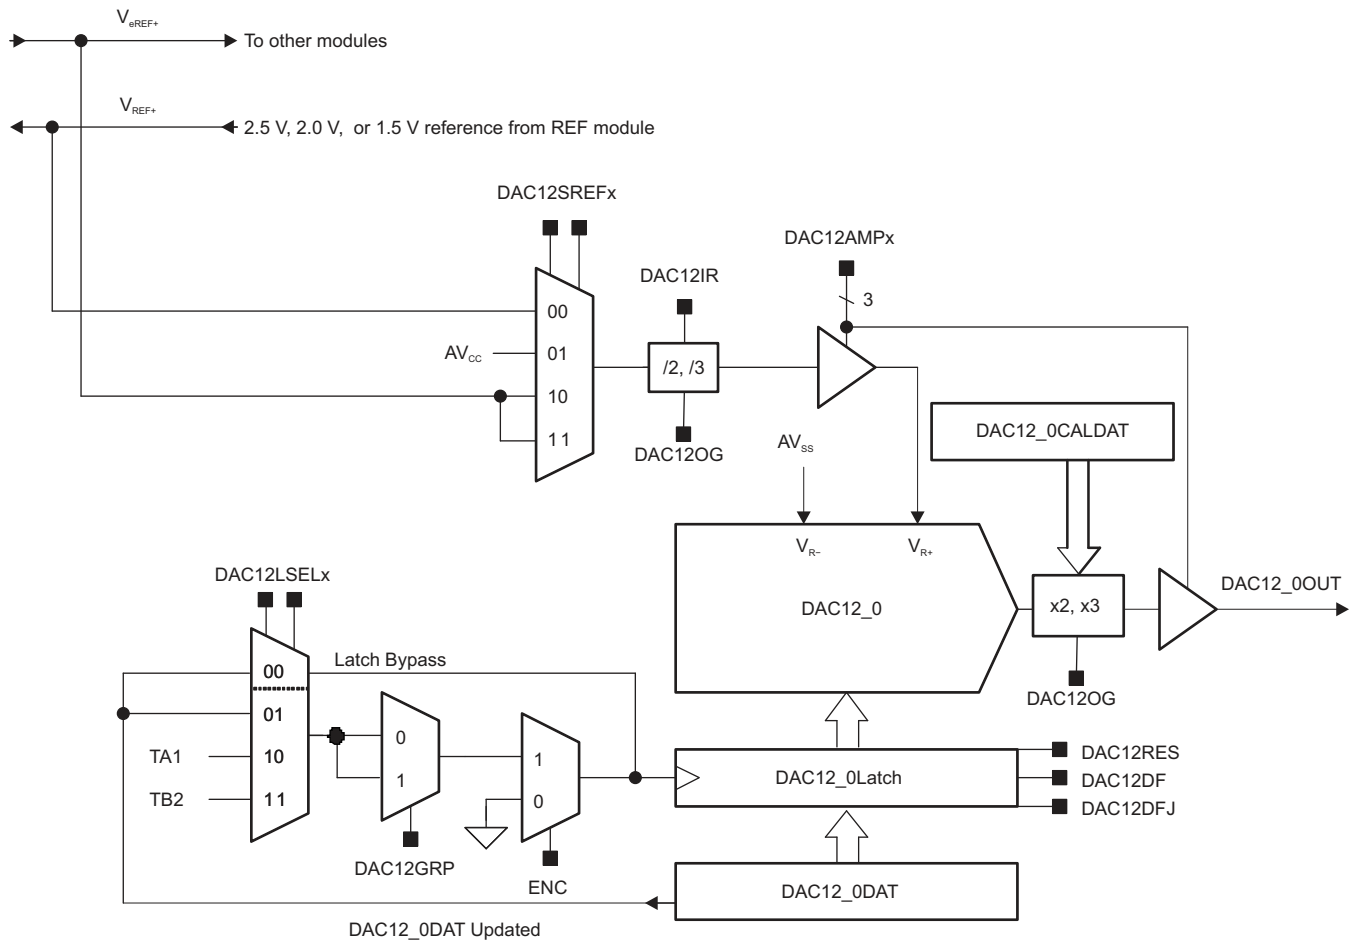 VeREF+
To other modules
VREF+
2.5 V, 2.0 V, or 1.5 V reference from REF module
DAC12SREFx
DAC12AMPx
DAC12IR
3
00
AVCC
01
/2, /3
10
11
DAC12OG
AVSS
DAC12_0CALDAT
VR−
VR+
DAC12LSELx
DAC12_0OUT
DAC12_0
x2, x3
Latch Bypass
00
DAC12OG
01
0
TA1
10
1
1
DAC12_0Latch
DAC12RES
DAC12DF
DAC12DFJ
TB2
11
0
DAC12GRP
ENC
DAC12_0DAT
DAC12_0DAT Updated